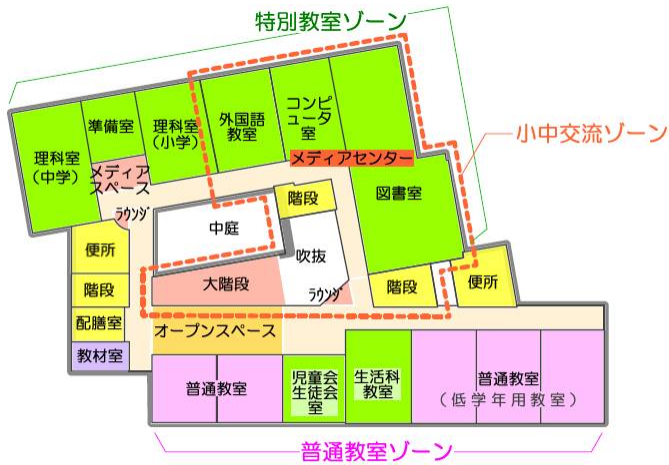 特別教室ゾーン
小中交流ゾーン
コン
ピュータ
室
外国語
教室
準備室
理科室
(小学)
理科室
(中学)
メディアセンター
メディア
スペース
ラウンジ
図書室
階段
中庭
吹抜
便所
大階段
ラウンジ
階段
便所
階段
配膳室
オープンスペース
教材室
普通教室
児童会
生徒会
室
生活科
教室
普通教室
(低学年用教室)
普通教室ゾーン